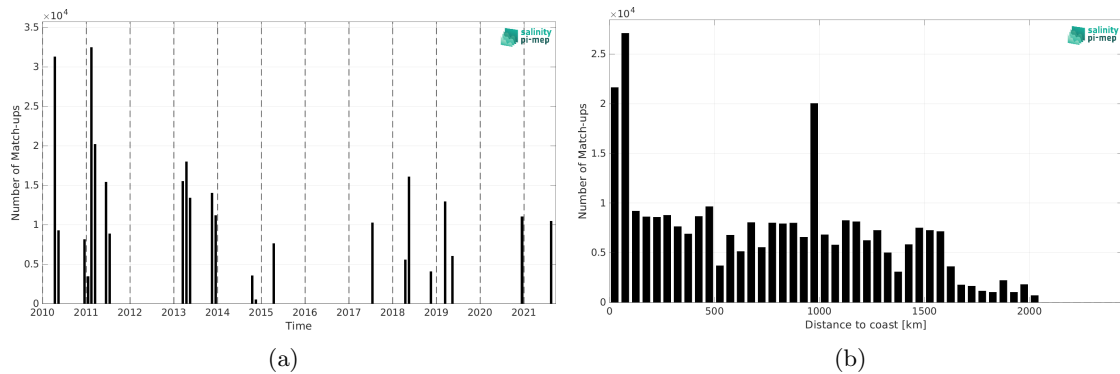 ×10⁴
3.5
3
2.5
2
1.5
1
0.5
0
Number of Match-ups
2010 2011 2012 2013 2014 2015 2016 2017 2018 2019 2020 2021
Time
salinity
pi-mep
(a)
×10⁴
2.5
2
1.5
1
0.5
0
Number of Match-ups
0 500 1000 1500 2000
Distance to coast [km]
salinity
pi-mep
(b)